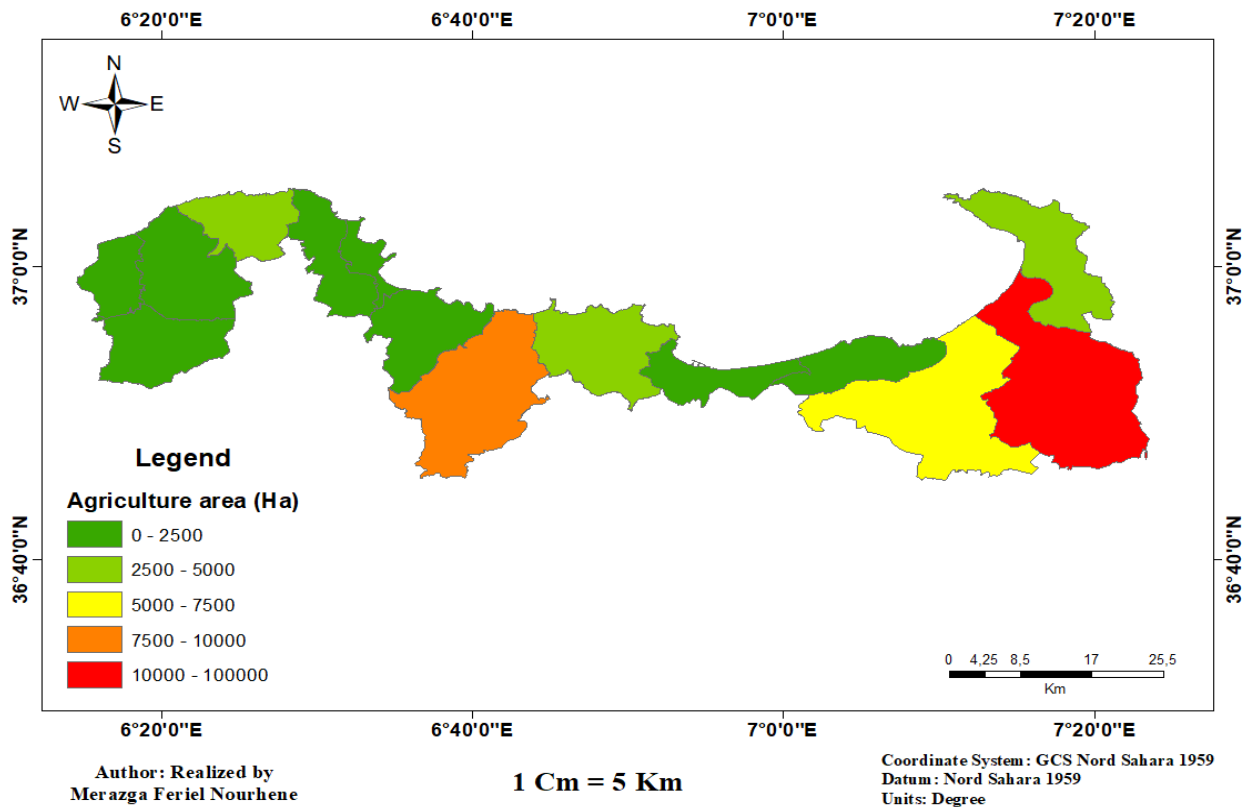 6°20'0"E 6°40'0"E 7°0'0"E 7°20'0"E
N
W E
S
37°0'0"N 37°0'0"N
Legend
Agriculture area (Ha)
0 - 2500
2500 - 5000
5000 - 7500
7500 - 10000
10000 - 100000
36°40'0"N 36°40'0"N
0 4,25 8,5 17 25,5
Km
6°20'0"E 6°40'0"E 7°0'0"E 7°20'0"E
Author: Realized by
Merazga Feriel Nourhene
1 Cm = 5 Km
Coordinate System: GCS Nord Sahara 1959
Datum: Nord Sahara 1959
Units: Degree